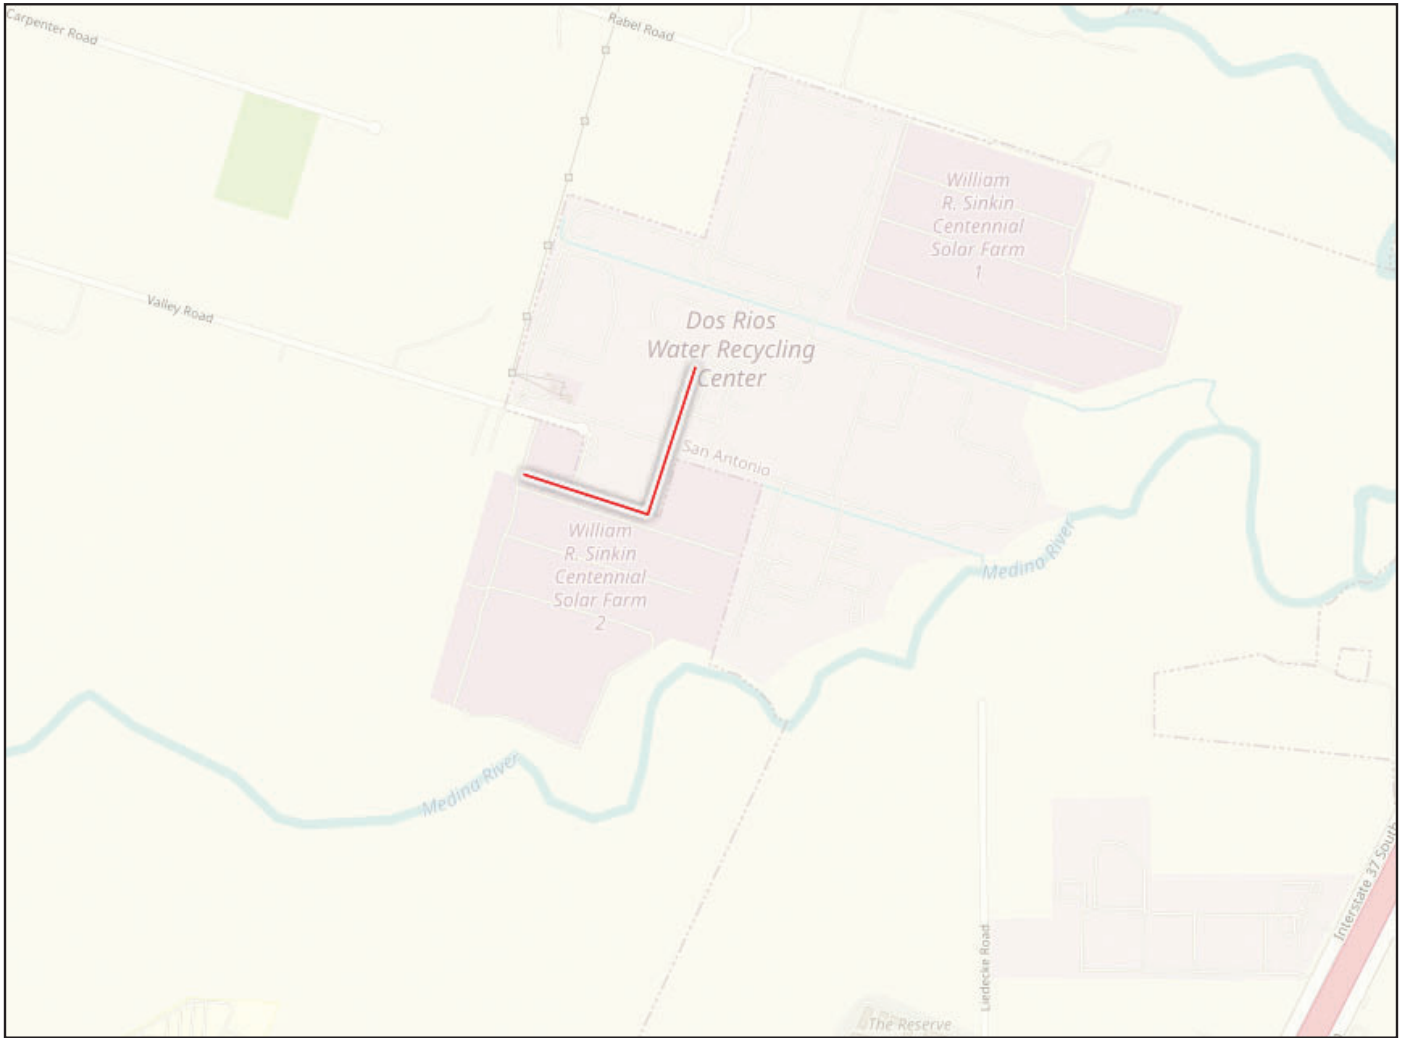 Carpenter Road
Rabel Road
William
R. Sinkin
Centennial
Solar Farm
1
Valley Road
Dos Rios
Water Recycling
Center
San Antonio
William
R. Sinkin
Centennial
Solar Farm
2
Medina River
Medina River
Interstate 37 South
Liedecke Road
The Reserve